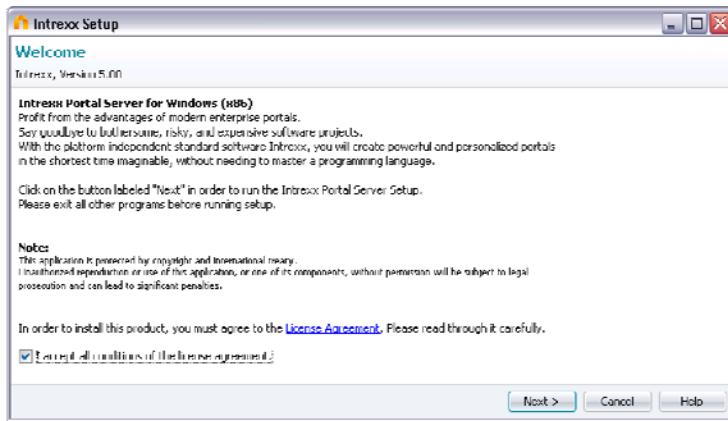 Intrexx Setup
Welcome
Intrexx, Version 5.00
Intrexx Portal Server for Windows (x86)
Profit from the advantages of modern enterprise portals.
Say goodbye to bothersome, risky, and expensive software projects.
With the platform independent standard software Intrexx, you will create powerful and personalized portals
in the shortest time imaginable, without needing to master a programming language.
Click on the button labeled "Next" in order to run the Intrexx Portal Server Setup.
Please exit all other programs before running setup.
Note:
This application is protected by copyright and international treaty.
Unauthorized reproduction or use of this application, or one of its components, without permission will be subject to legal
prosecution and can lead to significant penalties.
In order to install this product, you must agree to the License Agreement. Please read through it carefully.
I accept all conditions of the license agreement.
Next > Cancel Help